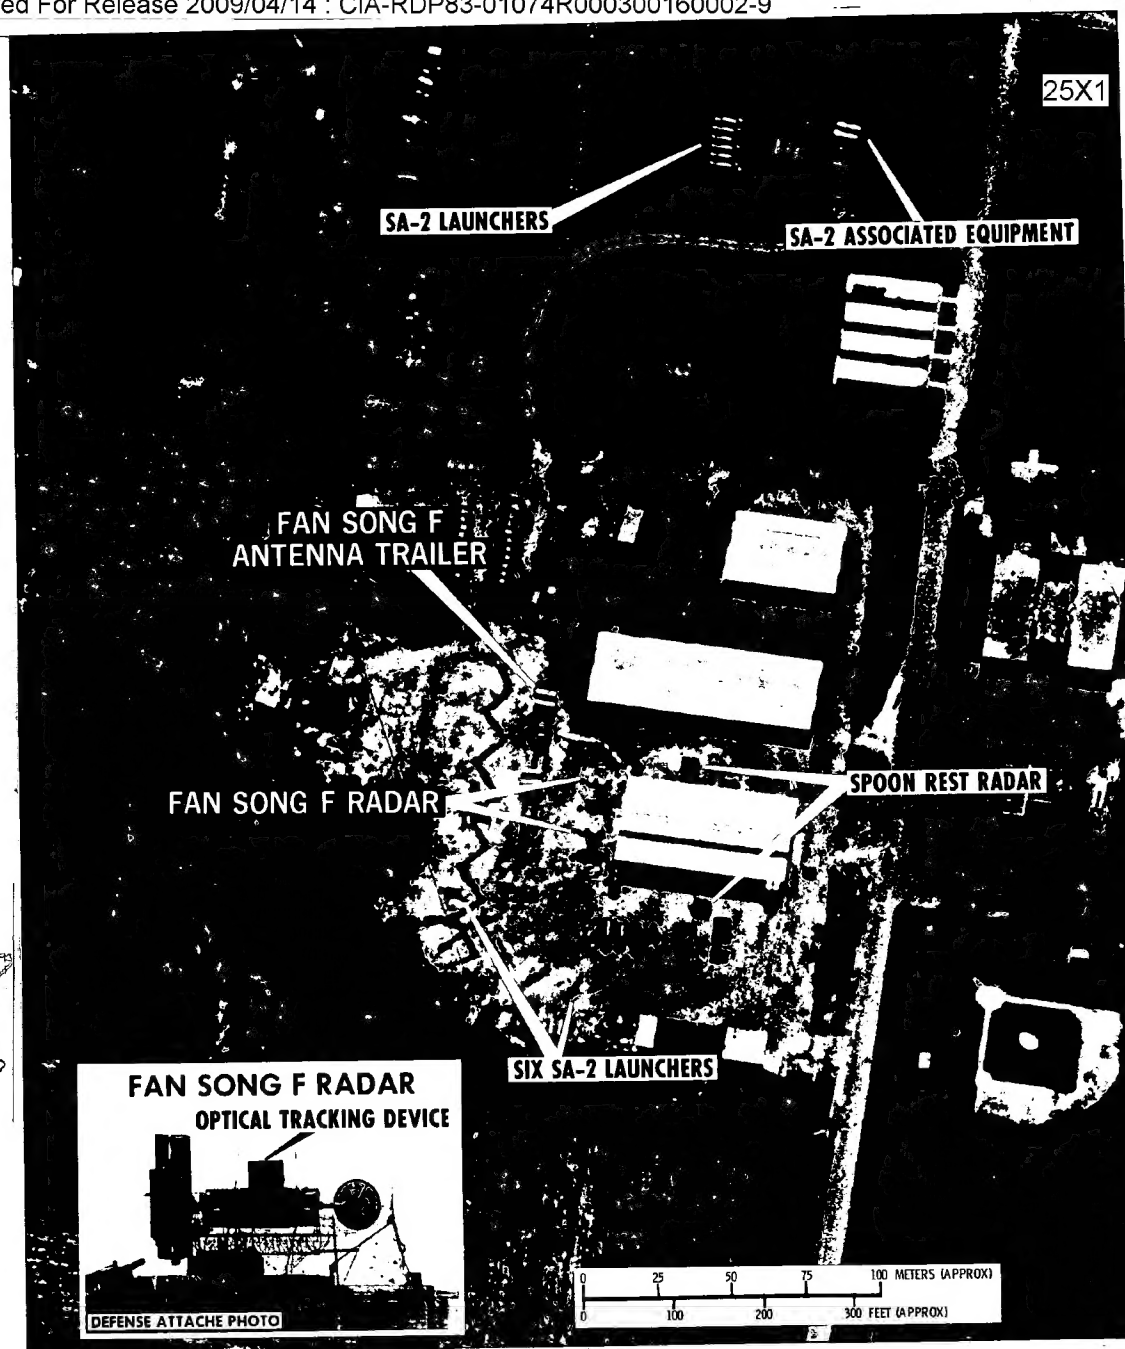 ed For Release 2009/04/14 : CIA-RDP83-01074R000300160002-9
25X1
SA-2 LAUNCHERS
SA-2 ASSOCIATED EQUIPMENT
FAN SONG F
ANTENNA TRAILER
FAN SONG F RADAR
SPOON REST RADAR
SIX SA-2 LAUNCHERS
FAN SONG F RADAR
OPTICAL TRACKING DEVICE
DEFENSE ATTACHE PHOTO
0 25 50 75 100 METERS (APPROX)
0 100 200 300 FEET (APPROX)